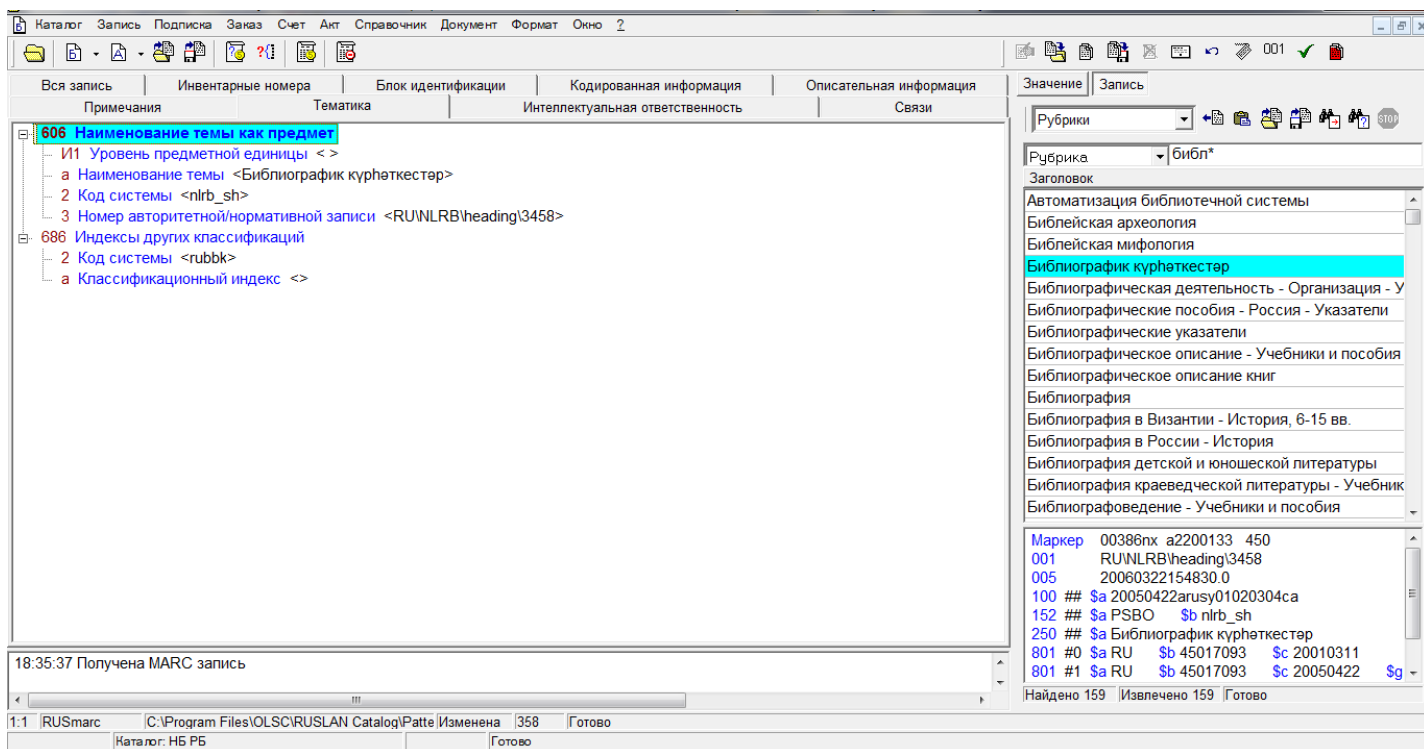 Каталог Запись Подписка Заказ Счет Акт Справочник Документ Формат Окно ?
001
Вся запись Инвентарные номера Блок идентификации Кодированная информация Описательная информация
Примечания Тематика Интеллектуальная ответственность Связи
606 Наименование темы как предмет
И1 Уровень предметной единицы < >
a Наименование темы <Библиографик күрһәткестәр>
2 Код системы <nlrb_sh>
3 Номер авторитетной/нормативной записи <RU\NLRB\heading\3458>
686 Индексы других классификаций
2 Код системы <rubbk>
a Классификационный индекс <>
18:35:37 Получена MARC запись
Значение Запись
Рубрики STOP
Рубрика библ*
Заголовок
Автоматизация библиотечной системы
Библейская археология
Библейская мифология
Библиографик күрһәткестәр
Библиографическая деятельность - Организация - У
Библиографические пособия - Россия - Указатели
Библиографические указатели
Библиографическое описание - Учебники и пособия
Библиографическое описание книг
Библиография
Библиография в Византии - История, 6-15 вв.
Библиография в России - История
Библиография детской и юношеской литературы
Библиография краеведческой литературы - Учебник
Библиографоведение - Учебники и пособия
Маркер 00386nx a2200133 450
001 RU\NLRB\heading\3458
005 20060322154830.0
100 ## $a 20050422arusy01020304ca
152 ## $a PSBO $b nlrb_sh
250 ## $a Библиографик күрһәткестәр
801 #0 $a RU $b 45017093 $c 20010311
801 #1 $a RU $b 45017093 $c 20050422 $g
Найдено 159 Извлечено 159 Готово
1:1 RUSmarc C:\Program Files\OLSC\RUSLAN Catalog\Patte Изменена 358 Готово
Каталог: НБ РБ Готово